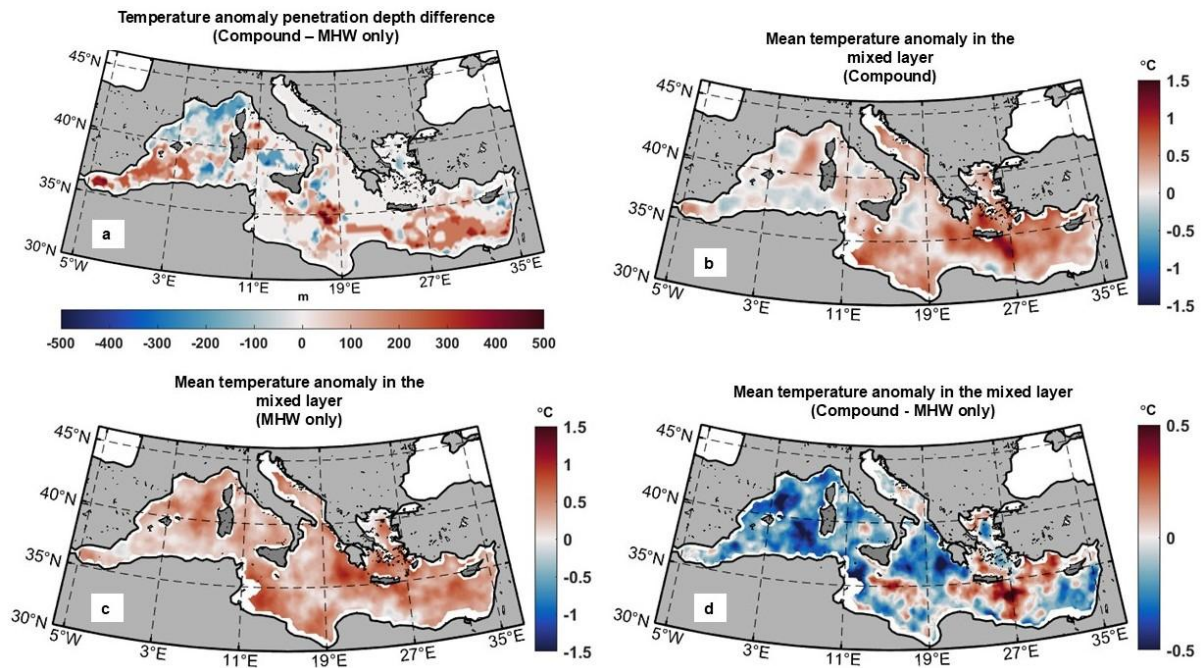 Temperature anomaly penetration depth difference
(Compound – MHW only)
45°N
40°N
35°N
30°N
5°W
3°E
11°E
19°E
27°E
35°E
a
m
-500 -400 -300 -200 -100 0 100 200 300 400 500
Mean temperature anomaly in the
mixed layer
(Compound)
°C
45°N
40°N
35°N
30°N
5°W
3°E
11°E
19°E
27°E
35°E
b
1.5
1
0.5
0
-0.5
-1
-1.5
Mean temperature anomaly in the
mixed layer
(MHW only)
°C
45°N
40°N
35°N
30°N
5°W
3°E
11°E
19°E
27°E
35°E
c
1.5
1
0.5
0
-0.5
-1
-1.5
Mean temperature anomaly in the mixed layer
(Compound - MHW only)
°C
45°N
40°N
35°N
30°N
5°W
3°E
11°E
19°E
27°E
35°E
d
0.5
0
-0.5